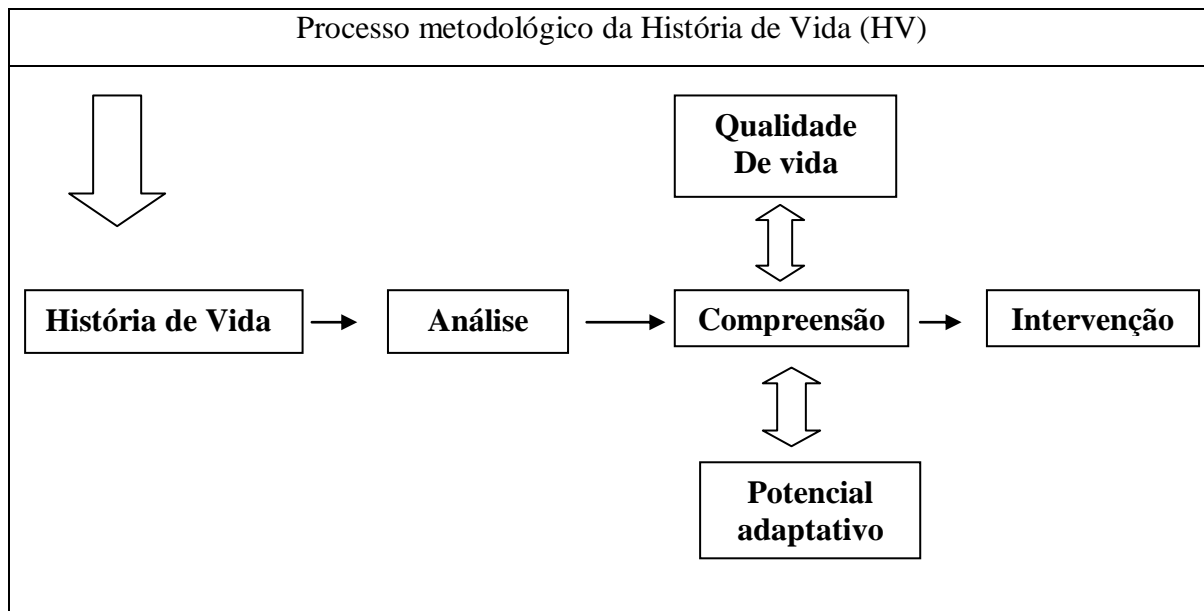 Processo metodológico da História de Vida (HV)
Qualidade
De vida
História de Vida
Análise
Compreensão
Intervenção
Potencial
adaptativo